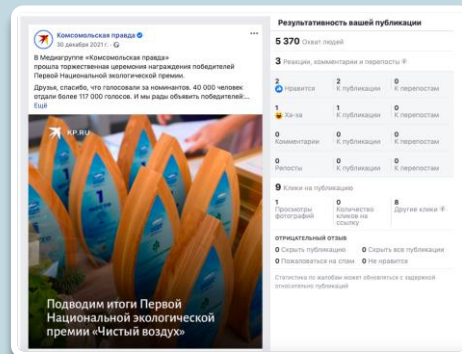 Комсомольская правда
30 декабря 2021 г.
В Медиагруппе «Комсомольская правда»
прошла торжественная церемония награждения победителей
Первой Национальной экологической премии.
Друзья, спасибо, что голосовали за номинантов. 40 000 человек
отдали более 117 000 голосов. И мы рады объявить победителей:...
Ещё
KP.RU
Подводим итоги Первой
Национальной экологической
премии «Чистый воздух»
Результативность вашей публикации
5 370 Охват людей
3 Реакции, комментарии и перепосты
2 2 0
Нравится К публикации К перепостам
1 1 0
Ха-ха К публикации К перепостам
0 0 0
Комментарии К публикации К перепостам
0 0 0
Репосты К публикации К перепостам
9 Клики на публикацию
1 0 8
Просмотры Количество Другие клики
фотографий кликов на
ссылку
ОТРИЦАТЕЛЬНЫЙ ОТЗЫВ
0 Скрыть публикацию 0 Скрыть все публикации
0 Пожаловаться на спам 0 Не нравится
Статистика по жалобам может обновляться с задержкой
относительно публикаций